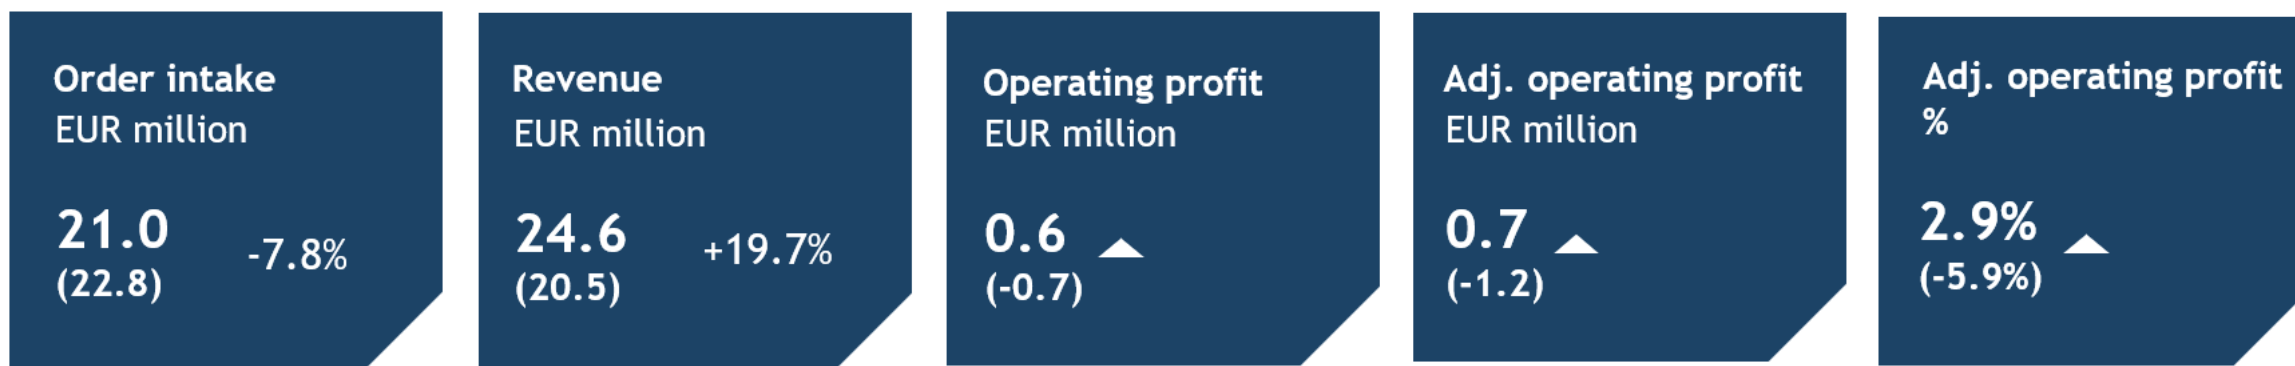 Order intake
EUR million
21.0
-7.8%
(22.8)
Revenue
EUR million
24.6
+19.7%
(20.5)
Operating profit
EUR million
0.6
(-0.7)
Adj. operating profit
EUR million
0.7
(-1.2)
Adj. operating profit
%
2.9%
(-5.9%)